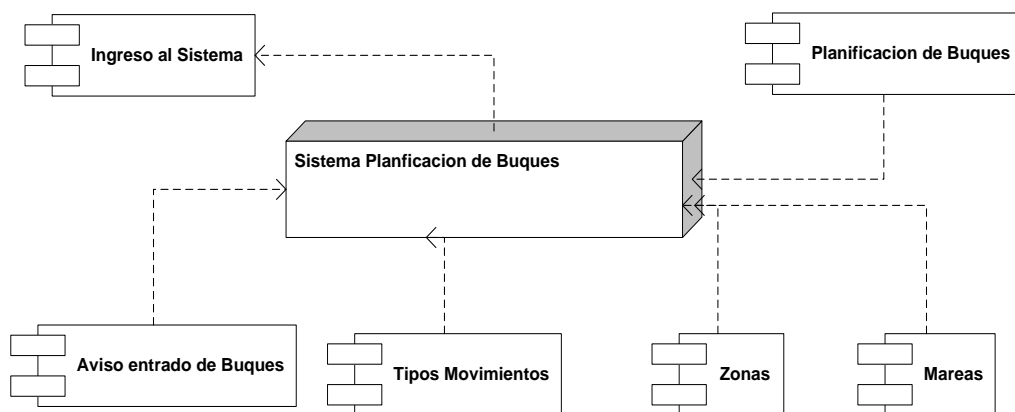 Ingreso al Sistema
Planificacion de Buques
Sistema Planficacion de Buques
Aviso entrado de Buques
Tipos Movimientos
Zonas
Mareas